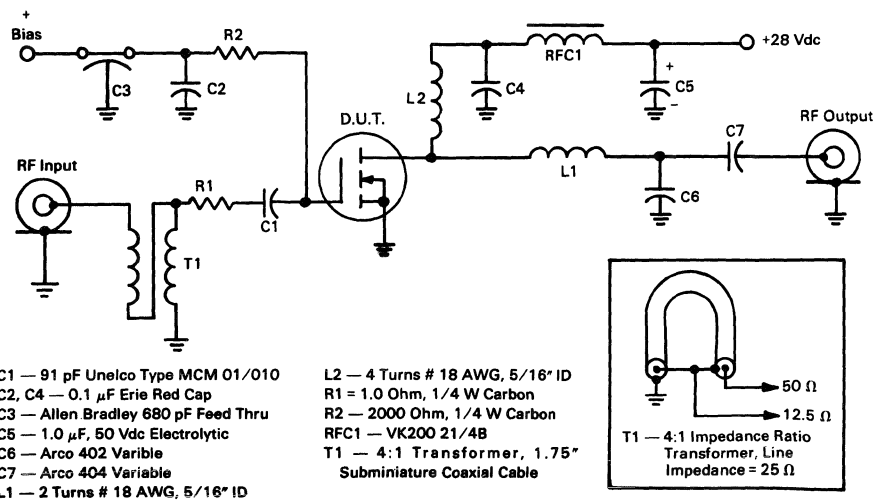 +
Bias
R2
C3
C2
RF Input
R1
C1
T1
D.U.T.
L2
C4
RFC1
+
C5
−
+28 Vdc
L1
C6
C7
RF Output
50 Ω
12.5 Ω
T1 — 4:1 Impedance Ratio
Transformer, Line
Impedance = 25 Ω
C1 — 91 pF Unelco Type MCM 01/010
C2, C4 — 0.1 μF Erie Red Cap
C3 — Allen Bradley 680 pF Feed Thru
C5 — 1.0 μF, 50 Vdc Electrolytic
C6 — Arco 402 Varible
C7 — Arco 404 Variable
L1 — 2 Turns # 18 AWG, 5/16" ID
L2 — 4 Turns # 18 AWG, 5/16" ID
R1 = 1.0 Ohm, 1/4 W Carbon
R2 — 2000 Ohm, 1/4 W Carbon
RFC1 — VK200 21/4B
T1 — 4:1 Transformer, 1.75"
Subminiature Coaxial Cable